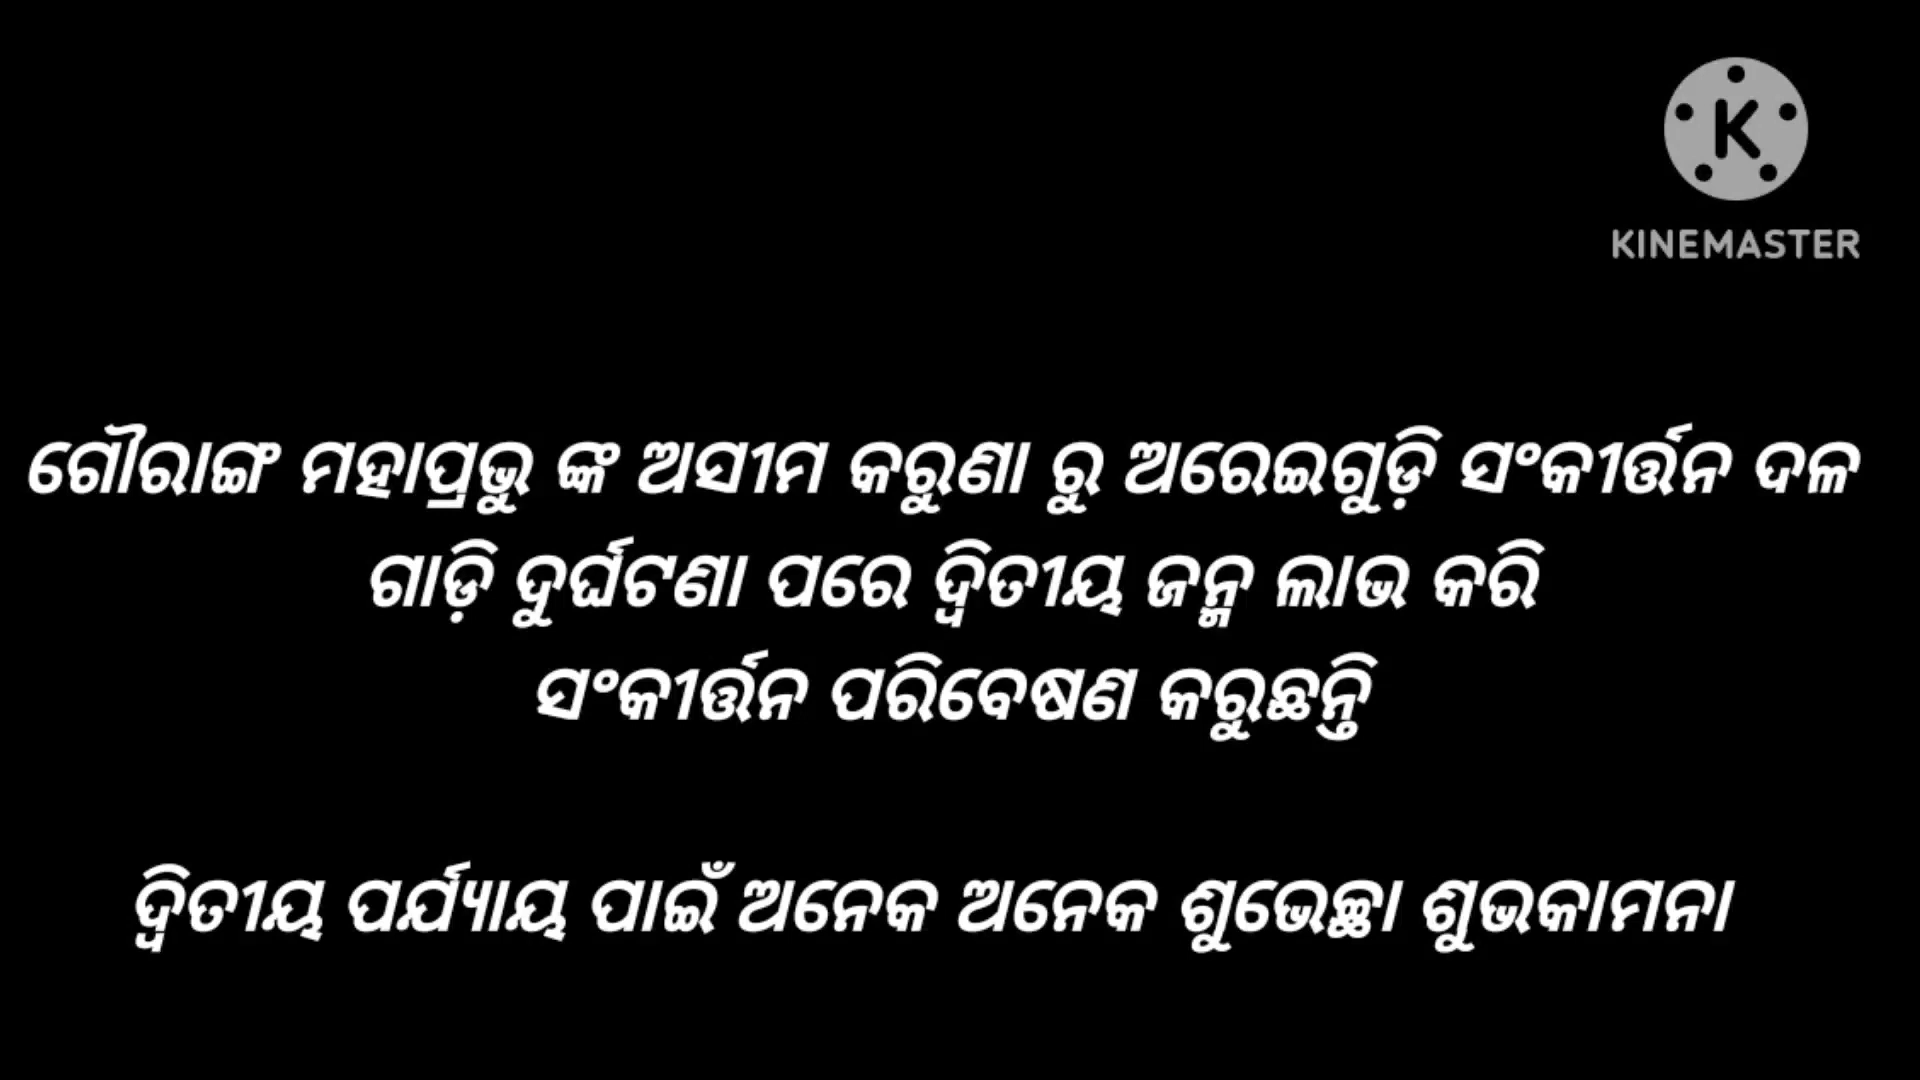 KINEMASTER
ଗୌରାଙ୍ଗ ମହାପ୍ରଭୁ ଙ୍କ ଅସୀମ କରୁଣା ରୁ ଅରେଇଗୁଡ଼ି ସଂକୀର୍ତ୍ତନ ଦଳ
ଗାଡ଼ି ଦୁର୍ଘଟଣା ପରେ ଦ୍ଵିତୀୟ ଜନ୍ମ ଲାଭ କରି
ସଂକୀର୍ତ୍ତନ ପରିବେଷଣ କରୁଛନ୍ତି
ଦ୍ଵିତୀୟ ପର୍ଯ୍ୟାୟ ପାଇଁ ଅନେକ ଅନେକ ଶୁଭେଚ୍ଛା ଶୁଭକାମନା